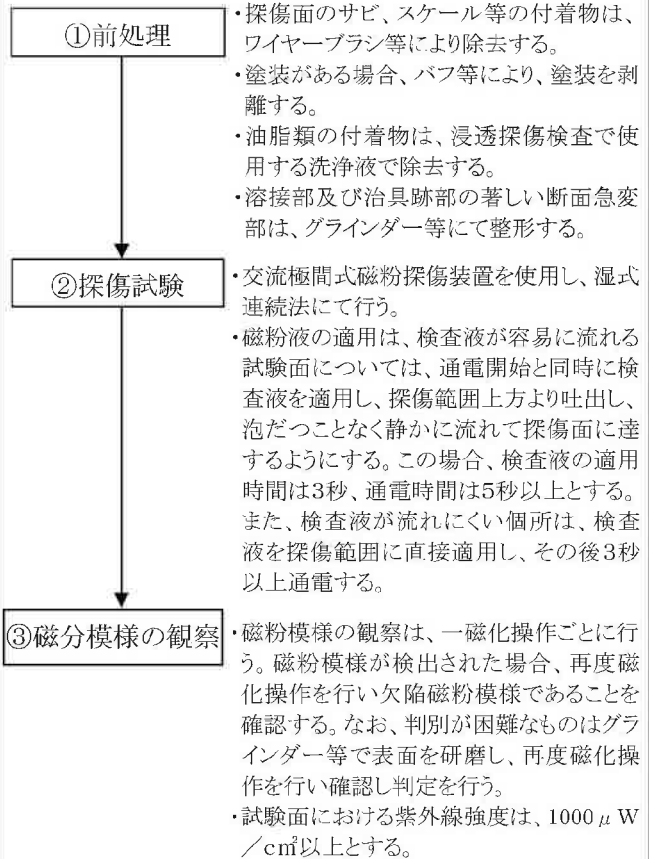 ①前処理
・探傷面のサビ、スケール等の付着物は、
ワイヤーブラシ等により除去する。
・塗装がある場合、バフ等により、塗装を剥
離する。
・油脂類の付着物は、浸透探傷検査で使
用する洗浄液で除去する。
・溶接部及び治具跡部の著しい断面急変
部は、グラインダー等にて整形する。
②探傷試験
・交流極間式磁粉探傷装置を使用し、湿式
連続法にて行う。
・磁粉液の適用は、検査液が容易に流れる
試験面については、通電開始と同時に検
査液を適用し、探傷範囲上方より吐出し、
泡だつことなく静かに流れて探傷面に達
するようにする。この場合、検査液の適用
時間は3秒、通電時間は5秒以上とする。
また、検査液が流れにくい個所は、検査
液を探傷範囲に直接適用し、その後3秒
以上通電する。
③磁分模様の観察
・磁粉模様の観察は、一磁化操作ごとに行
う。磁粉模様が検出された場合、再度磁
化操作を行い欠陥磁粉模様であることを
確認する。なお、判別が困難なものはグラ
インダー等で表面を研磨し、再度磁化操
作を行い確認し判定を行う。
・試験面における紫外線強度は、1000μW
/c㎡以上とする。